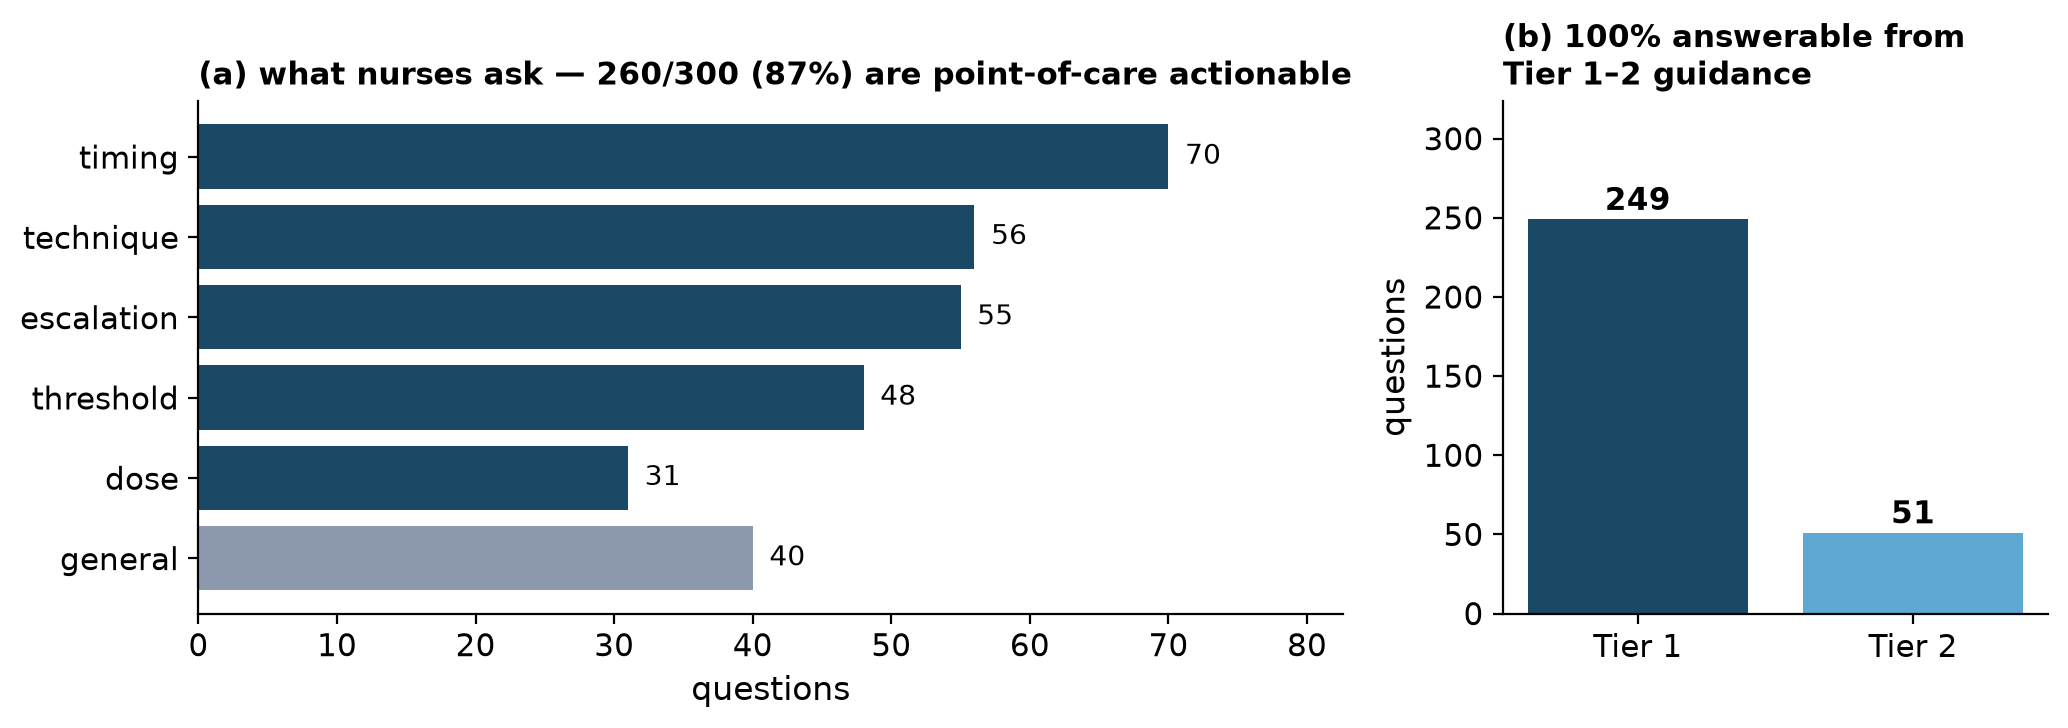 (a) what nurses ask — 260/300 (87%) are point-of-care actionable
timing
70
technique
56
escalation
55
threshold
48
dose
31
general
40
0 10 20 30 40 50 60 70 80
questions
(b) 100% answerable from
Tier 1–2 guidance
questions
300
250
200
150
100
50
0
249
51
Tier 1 Tier 2